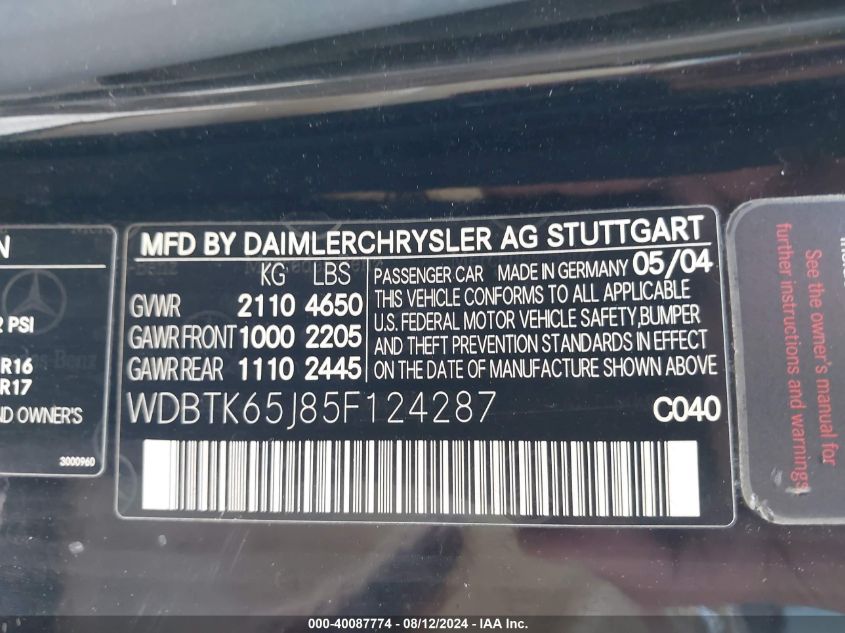 N
2 PSI
R16
R17
ND OWNER'S
3000960
MFD BY DAIMLERCHRYSLER AG STUTTGART
KG LBS
GVWR 2110 4650
GAWR FRONT 1000 2205
GAWR REAR 1110 2445
PASSENGER CAR MADE IN GERMANY 05/04
THIS VEHICLE CONFORMS TO ALL APPLICABLE
U.S. FEDERAL MOTOR VEHICLE SAFETY,BUMPER
AND THEFT PREVENTION STANDARDS IN EFFECT
ON THE DATE OF MANUFACTURE SHOWN ABOVE
WDBTK65J85F124287 C040
See the owner's manual for
further instructions and warnings
000-40087774 - 08/12/2024 - IAA Inc.